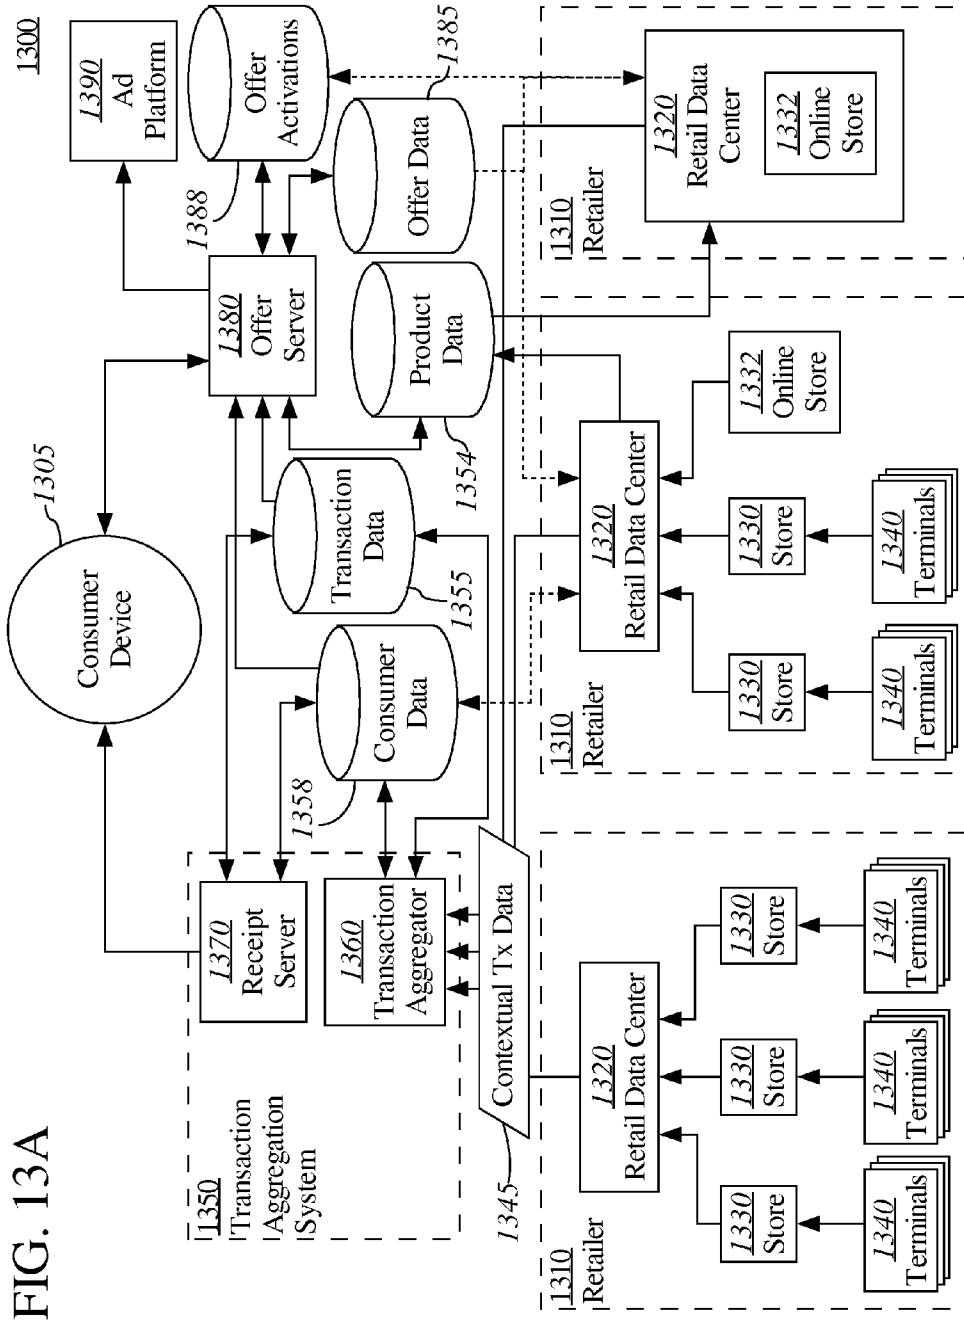 FIG. 13A
1300
1305
Consumer
Device
1390
Ad
Platform
1350
Transaction
Aggregation
System
1370
Receipt
Server
1380
Offer
Server
1388
Offer
Activations
1360
Transaction
Aggregator
1358
Consumer
Data
Transaction
Data
1355
Product
Data
1354
Offer Data
1385
1345
Contextual Tx Data
1310
Retailer
1320
Retail Data Center
1330
Store
1330
Store
1330
Store
1340
Terminals
1340
Terminals
1340
Terminals
1310
Retailer
1320
Retail Data Center
1330
Store
1330
Store
1332
Online
Store
1340
Terminals
1340
Terminals
1310
Retailer
1320
Retail Data
Center
1332
Online
Store